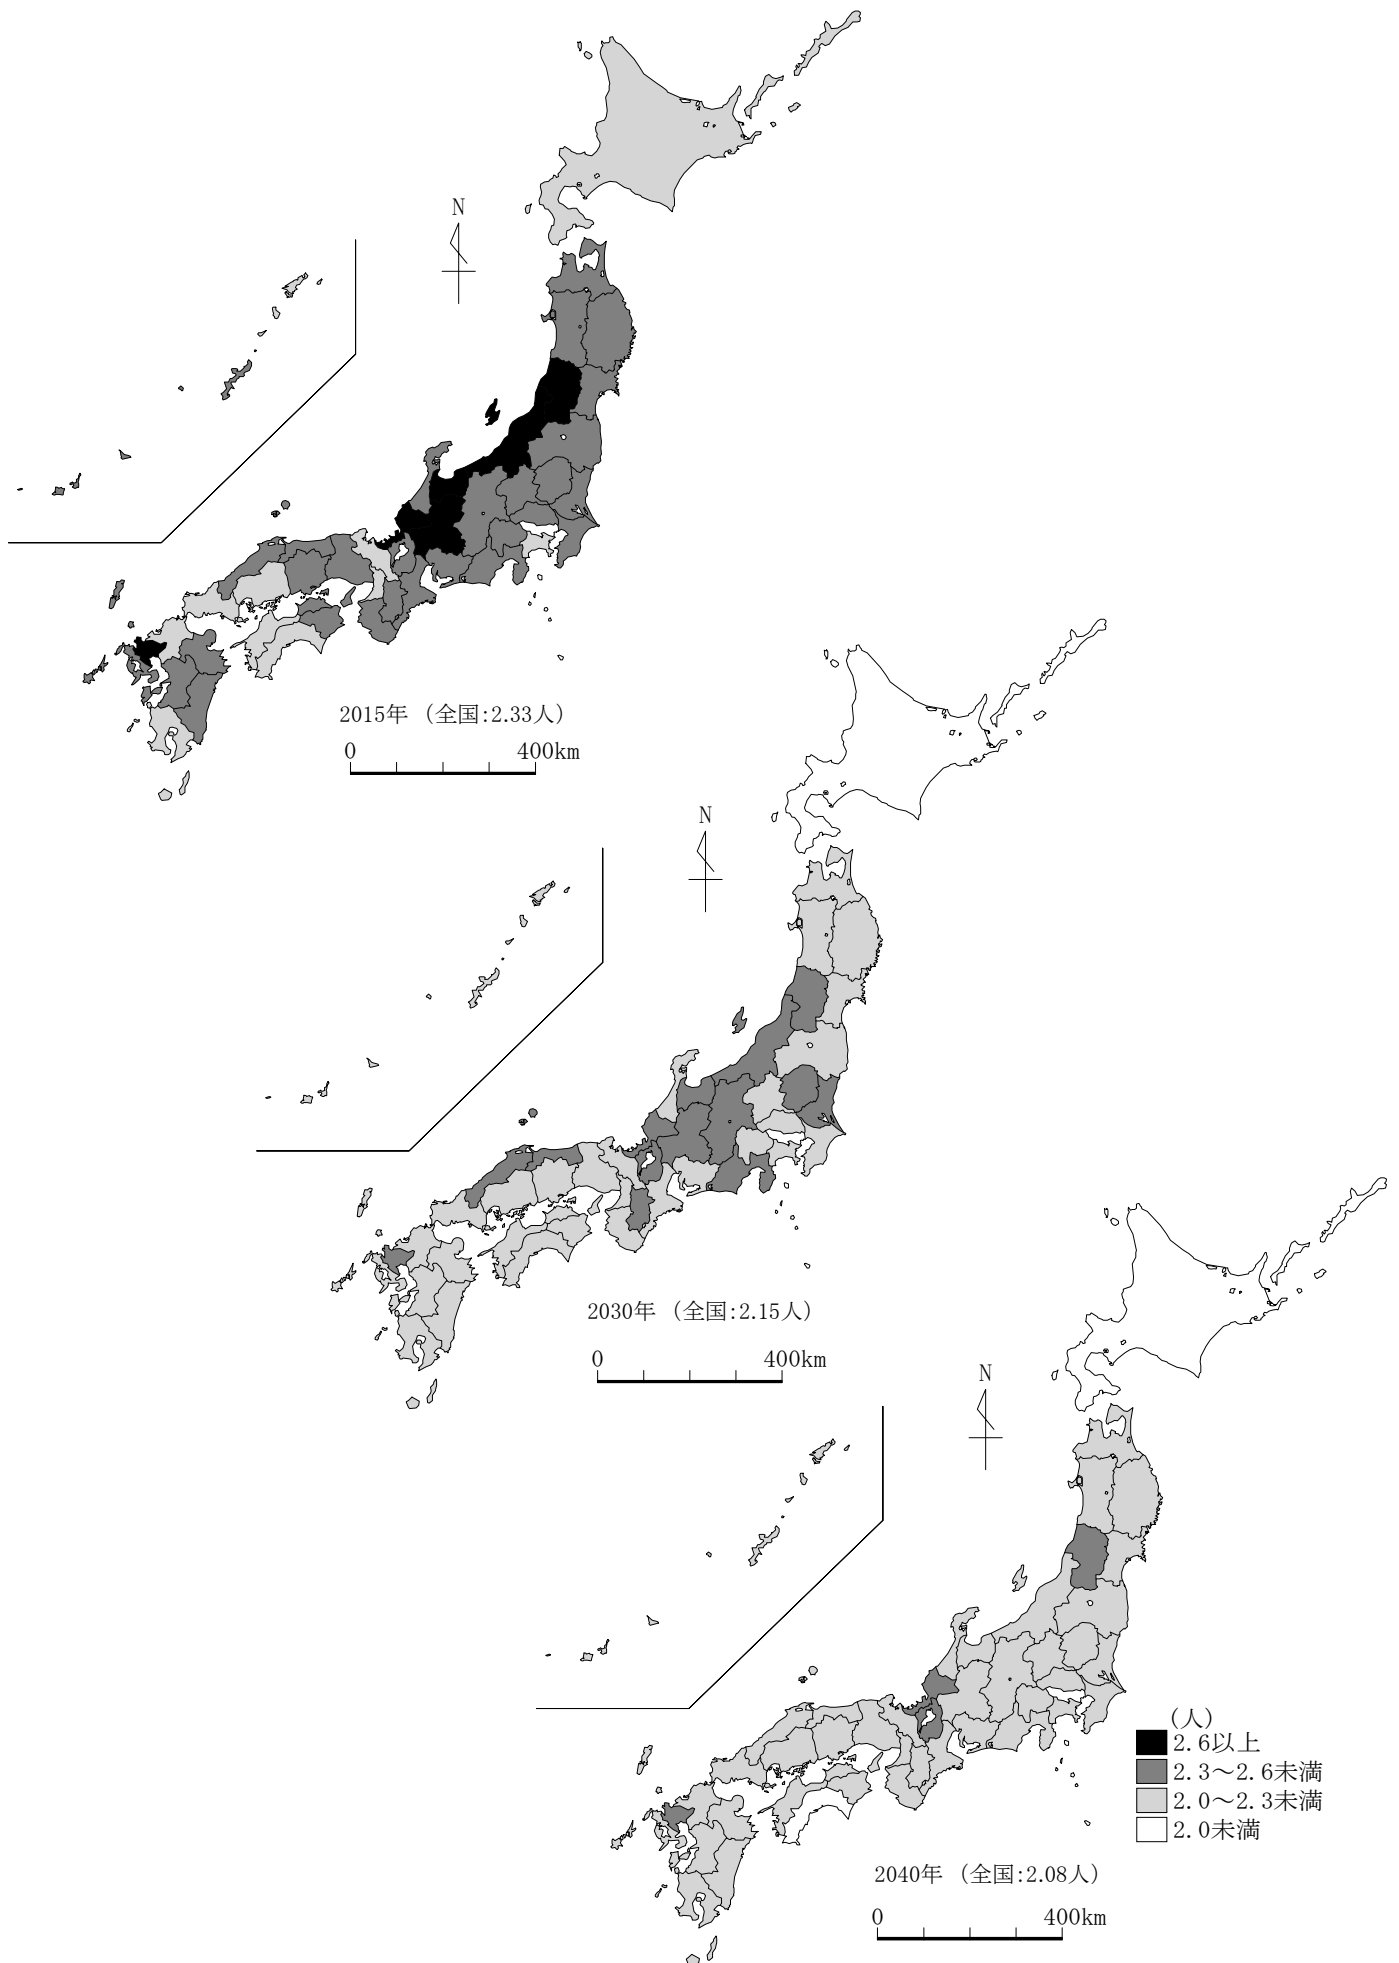 N
2015年 (全国:2.33人)
0 400km
N
2030年 (全国:2.15人)
0 400km
N
(人)
2.6以上
2.3～2.6未満
2.0～2.3未満
2.0未満
2040年 (全国:2.08人)
0 400km